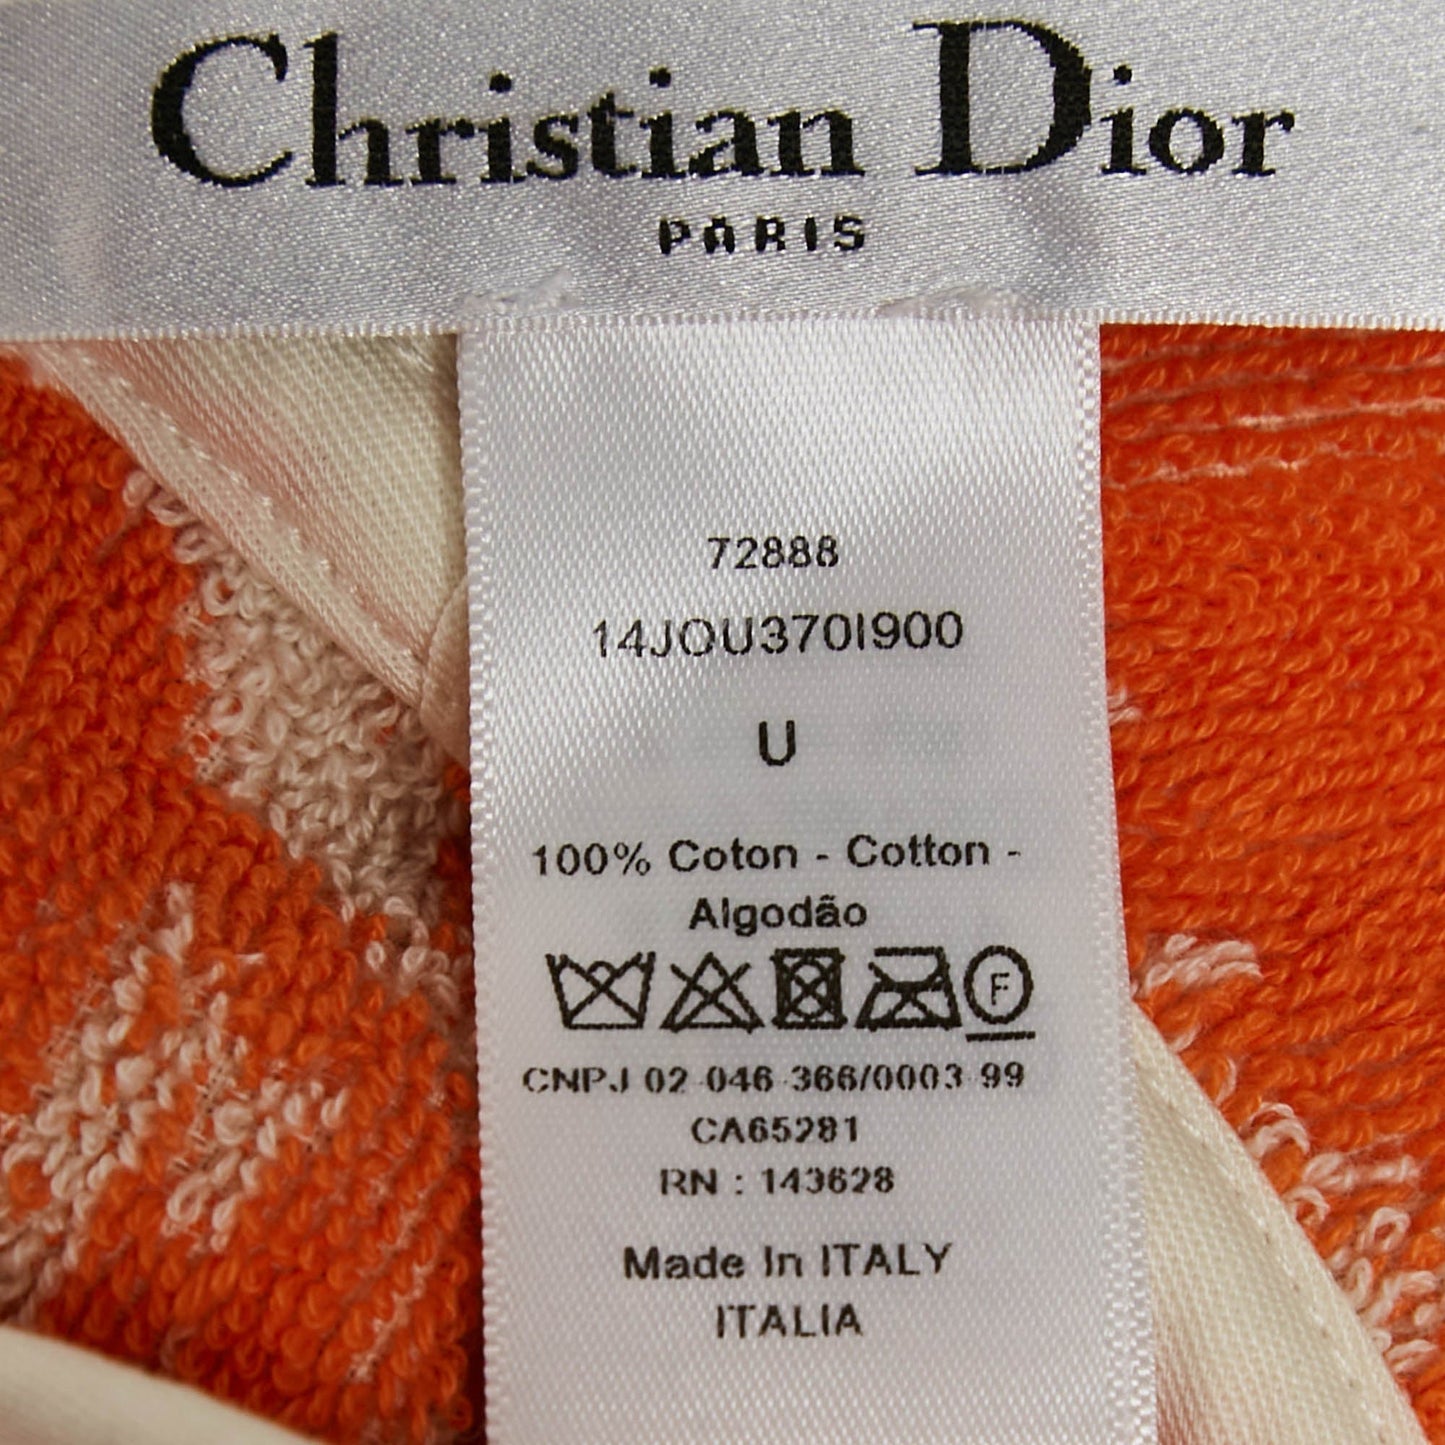 Christian Dior
PARIS
72888
14JOU370I900
U
100% Coton - Cotton -
Algodão
F
CNPJ 02 046 366/0003 99
CA65281
RN : 143628
Made In ITALY
ITALIA